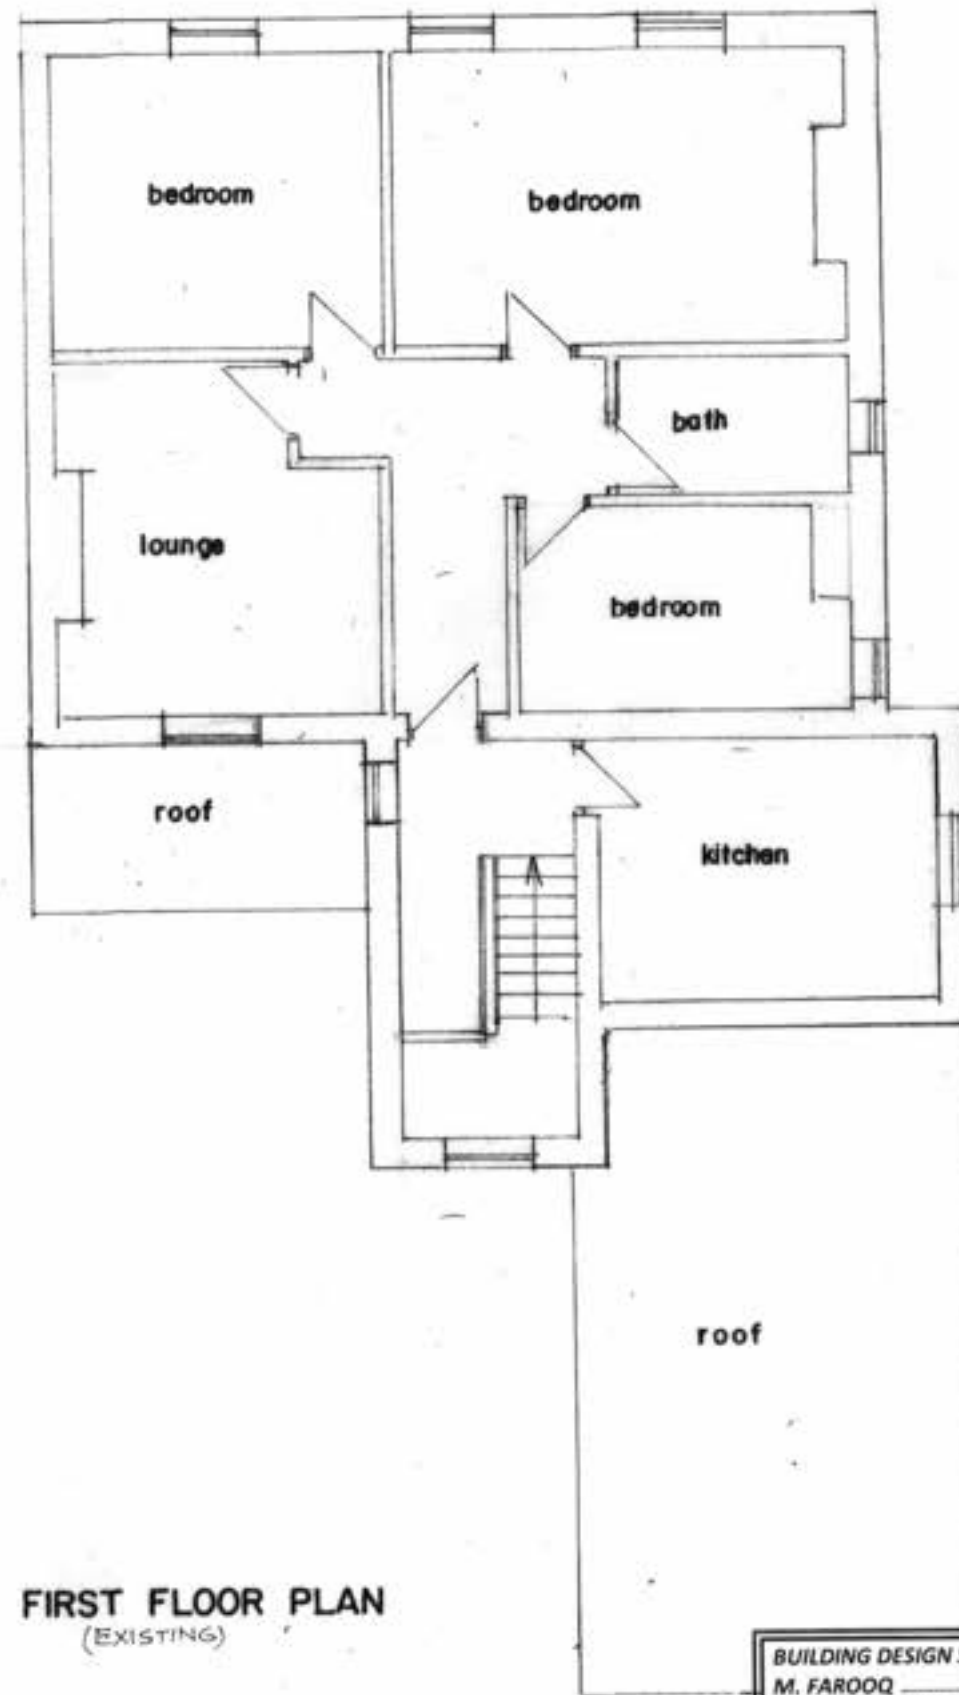 bedroom
bedroom
bath
lounge
bedroom
roof
kitchen
roof
FIRST FLOOR PLAN
(EXISTING)
BUILDING DESIGN
M. FAROOQ